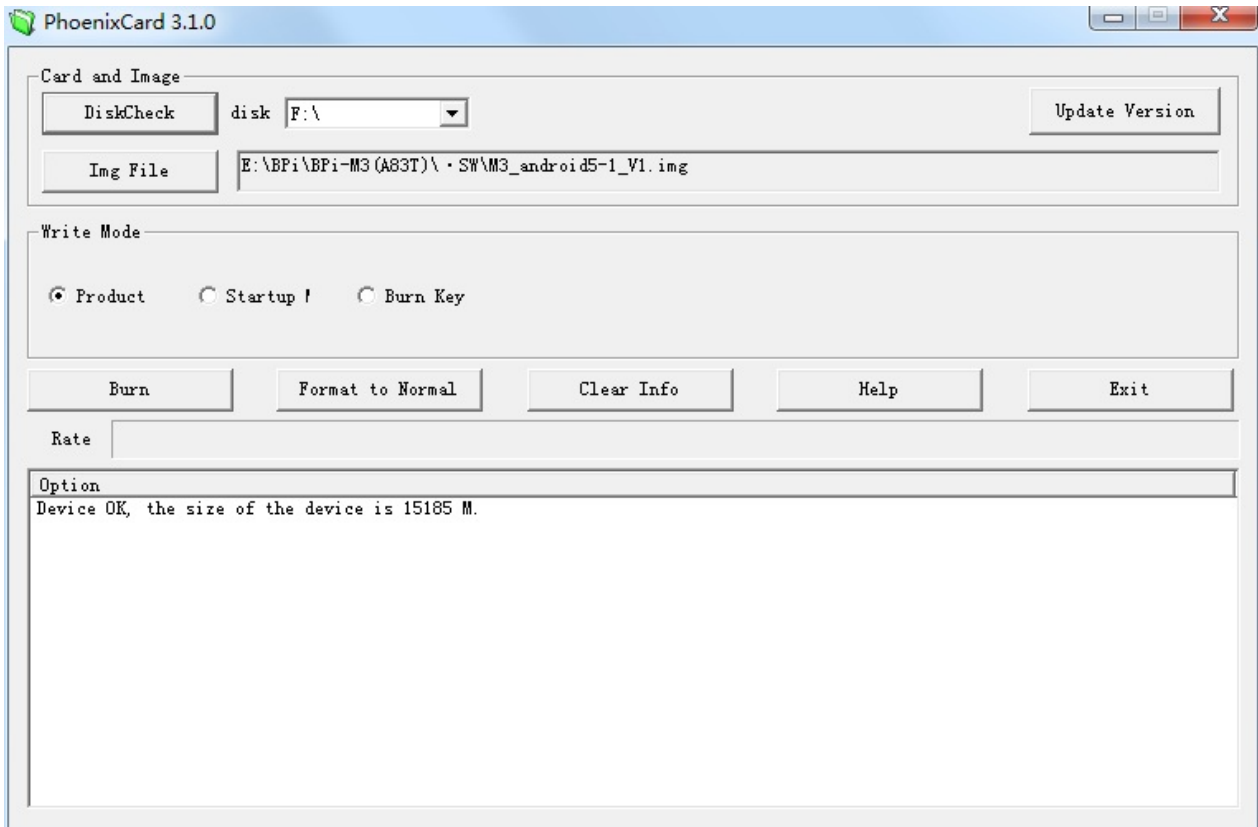 PhoenixCard 3.1.0
Card and Image
DiskCheck disk F:\ Update Version
Img File E:\BPi\BPi-M3(A83T)\·SW\M3_android5-1_V1.img
Write Mode
Product Startup Burn Key
Burn Format to Normal Clear Info Help Exit
Rate
Option
Device OK, the size of the device is 15185 M.